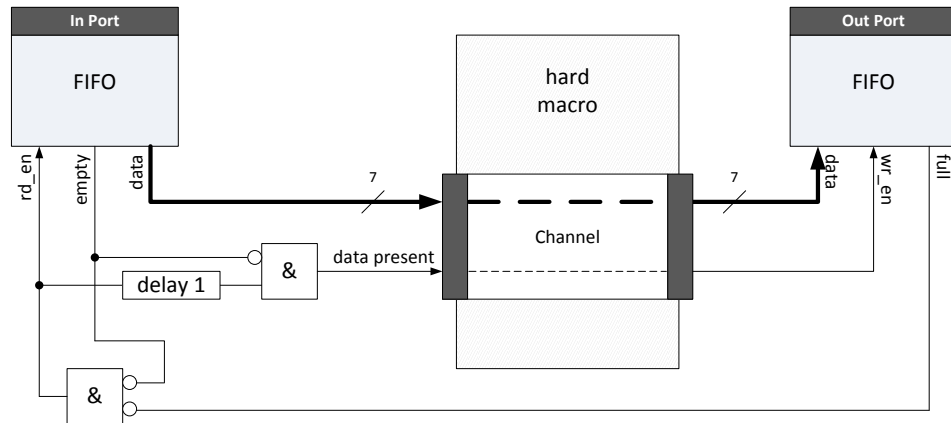 In Port
Out Port
FIFO
FIFO
hard
macro
rd_en
empty
data
data
wr_en
full
7
7
Channel
data present
&
delay 1
&